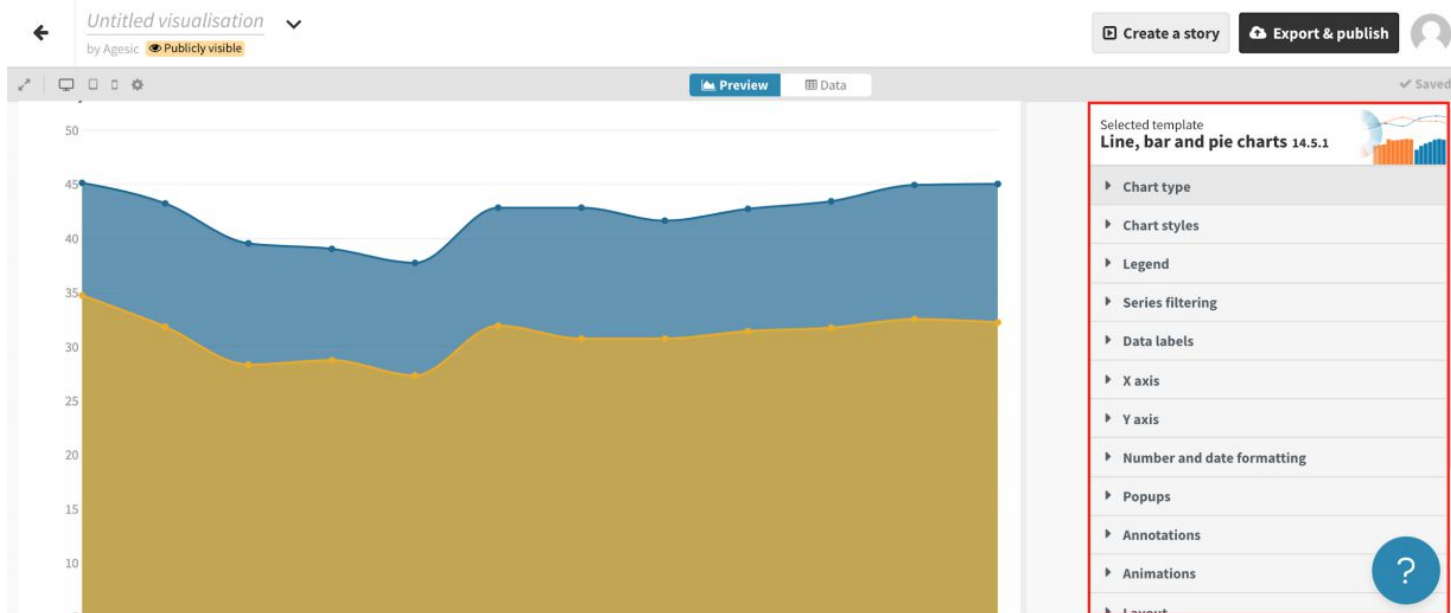 Untitled visualisation
by Agesic Publicly visible
Create a story
Export & publish
Preview
Data
Saved
50
45
40
35
30
25
20
15
10
Selected template
Line, bar and pie charts 14.5.1
Chart type
Chart styles
Legend
Series filtering
Data labels
X axis
Y axis
Number and date formatting
Popups
Annotations
Animations
Layout
?